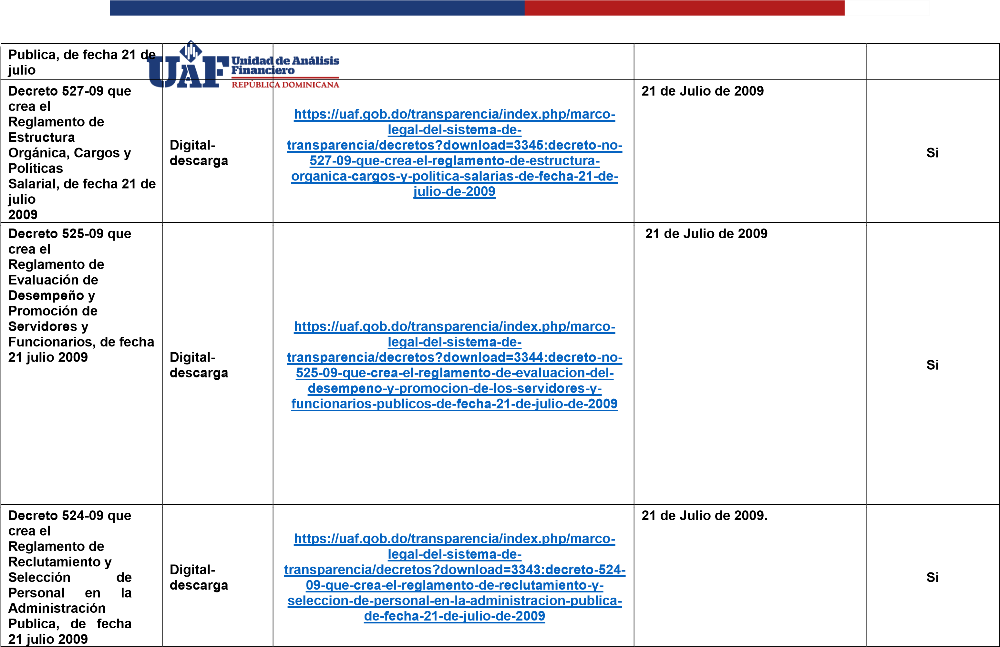 Publica, de fecha 21 de
julio
UAF
Unidad de Análisis
Financiero
REPÚBLICA DOMINICANA
Decreto 527-09 que
crea el
Reglamento de
Estructura
Orgánica, Cargos y
Políticas
Salarial, de fecha 21 de
julio
2009
Digital-
descarga
https://uaf.gob.do/transparencia/index.php/marco-
legal-del-sistema-de-
transparencia/decretos?download=3345:decreto-no-
527-09-que-crea-el-reglamento-de-estructura-
organica-cargos-y-politica-salarias-de-fecha-21-de-
julio-de-2009
21 de Julio de 2009
Si
Decreto 525-09 que
crea el
Reglamento de
Evaluación de
Desempeño y
Promoción de
Servidores y
Funcionarios, de fecha
21 julio 2009
Digital-
descarga
https://uaf.gob.do/transparencia/index.php/marco-
legal-del-sistema-de-
transparencia/decretos?download=3344:decreto-no-
525-09-que-crea-el-reglamento-de-evaluacion-del-
desempeno-y-promocion-de-los-servidores-y-
funcionarios-publicos-de-fecha-21-de-julio-de-2009
21 de Julio de 2009
Si
Decreto 524-09 que
crea el
Reglamento de
Reclutamiento y
Selección de
Personal en la
Administración
Publica, de fecha
21 julio 2009
Digital-
descarga
https://uaf.gob.do/transparencia/index.php/marco-
legal-del-sistema-de-
transparencia/decretos?download=3343:decreto-524-
09-que-crea-el-reglamento-de-reclutamiento-y-
seleccion-de-personal-en-la-administracion-publica-
de-fecha-21-de-julio-de-2009
21 de Julio de 2009.
Si